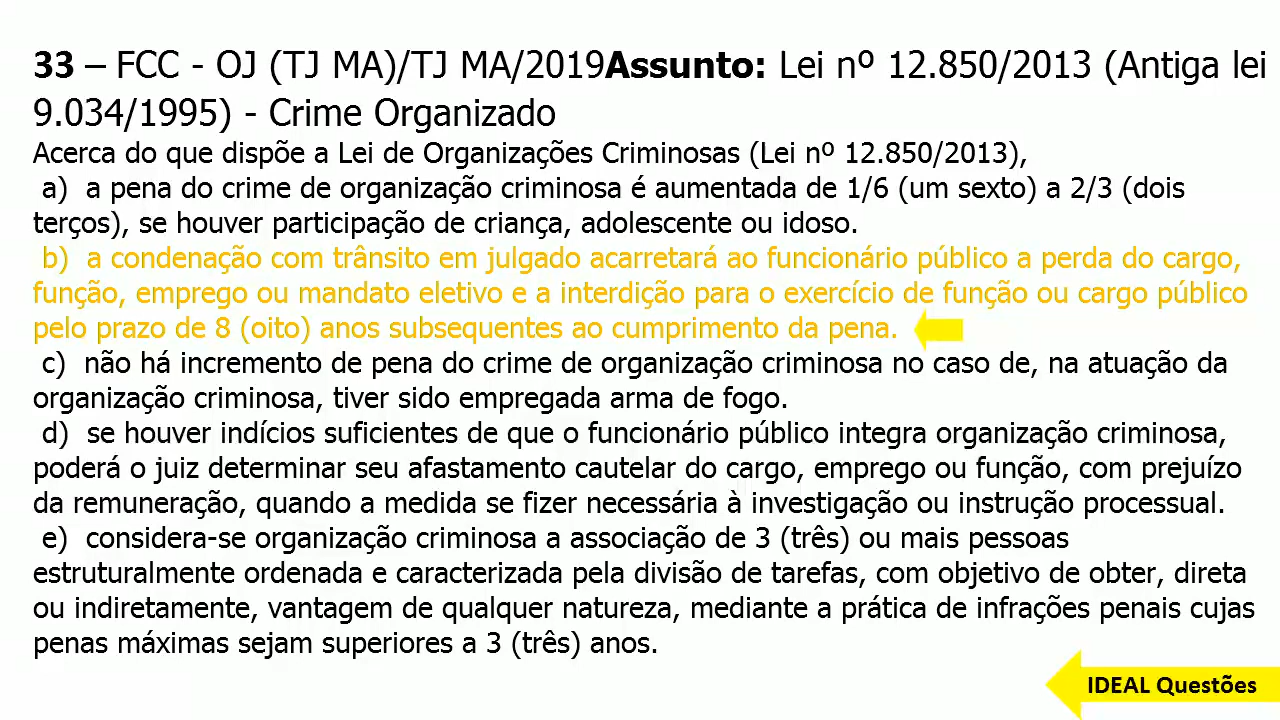 33 – FCC - OJ (TJ MA)/TJ MA/2019Assunto: Lei nº 12.850/2013 (Antiga lei
9.034/1995) - Crime Organizado
Acerca do que dispõe a Lei de Organizações Criminosas (Lei nº 12.850/2013),
a) a pena do crime de organização criminosa é aumentada de 1/6 (um sexto) a 2/3 (dois
terços), se houver participação de criança, adolescente ou idoso.
b) a condenação com trânsito em julgado acarretará ao funcionário público a perda do cargo,
função, emprego ou mandato eletivo e a interdição para o exercício de função ou cargo público
pelo prazo de 8 (oito) anos subsequentes ao cumprimento da pena.
c) não há incremento de pena do crime de organização criminosa no caso de, na atuação da
organização criminosa, tiver sido empregada arma de fogo.
d) se houver indícios suficientes de que o funcionário público integra organização criminosa,
poderá o juiz determinar seu afastamento cautelar do cargo, emprego ou função, com prejuízo
da remuneração, quando a medida se fizer necessária à investigação ou instrução processual.
e) considera-se organização criminosa a associação de 3 (três) ou mais pessoas
estruturalmente ordenada e caracterizada pela divisão de tarefas, com objetivo de obter, direta
ou indiretamente, vantagem de qualquer natureza, mediante a prática de infrações penais cujas
penas máximas sejam superiores a 3 (três) anos.
IDEAL Questões